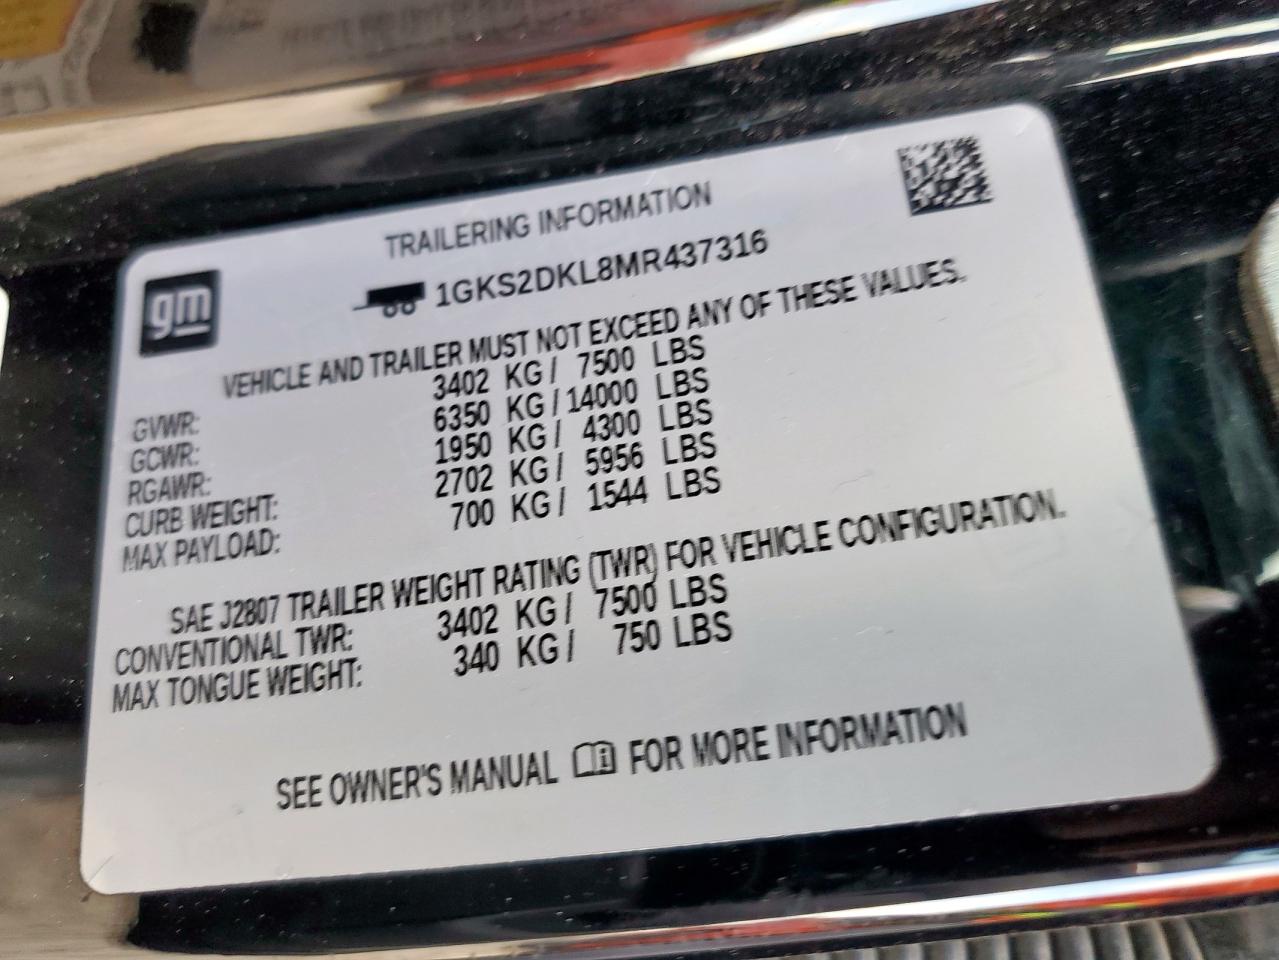 TRAILERING INFORMATION
gm
1GKS2DKL8MR437316
VEHICLE AND TRAILER MUST NOT EXCEED ANY OF THESE VALUES.
GVWR: 3402 KG / 7500 LBS
GCWR: 6350 KG / 14000 LBS
RGAWR: 1950 KG / 4300 LBS
CURB WEIGHT: 2702 KG / 5956 LBS
MAX PAYLOAD: 700 KG / 1544 LBS
SAE J2807 TRAILER WEIGHT RATING (TWR) FOR VEHICLE CONFIGURATION.
CONVENTIONAL TWR: 3402 KG / 7500 LBS
MAX TONGUE WEIGHT: 340 KG / 750 LBS
SEE OWNER'S MANUAL FOR MORE INFORMATION